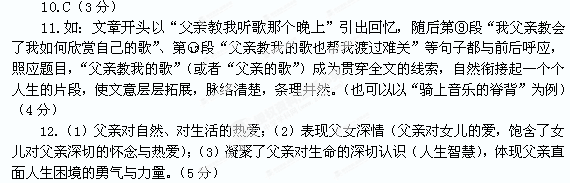 10.C(3分)
11.如:文章开头以“父亲教我听歌那个晚上”引出回忆,随后第⑨段“我父亲教会
了我如何欣赏自己的歌”、第⑩段“父亲教我的歌也帮我渡过难关”等句子都与前后呼应,
照应题目,“父亲教我的歌”(或者“父亲的歌”)成为贯穿全文的线索,自然衔接起一个个
人生的片段,使文意层层拓展,脉络清楚,条理井然。(也可以以“骑上音乐的脊背”为例)
(4分)
12.(1)父亲对自然、对生活的热爱;(2)表现父女深情(父亲对女儿的爱,饱含了女
儿对父亲深切的怀念与热爱);(3)凝聚了父亲对生命的深切认识(人生智慧),体现父亲直
面人生困境的勇气与力量。(5分)